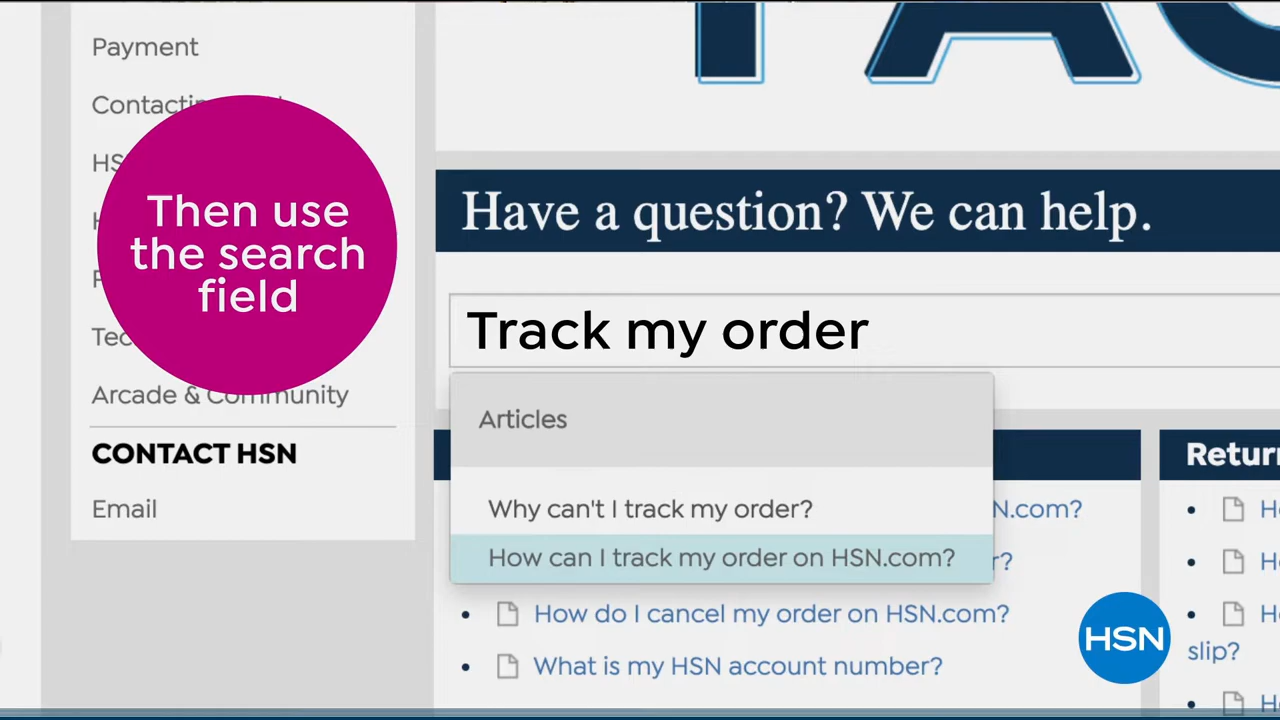 Payment
Then use
the search
field
Arcade & Community
CONTACT HSN
Email
Have a question? We can help.
Track my order
Articles
Why can't I track my order?
How can I track my order on HSN.com?
How do I cancel my order on HSN.com?
What is my HSN account number?
slip?
HSN